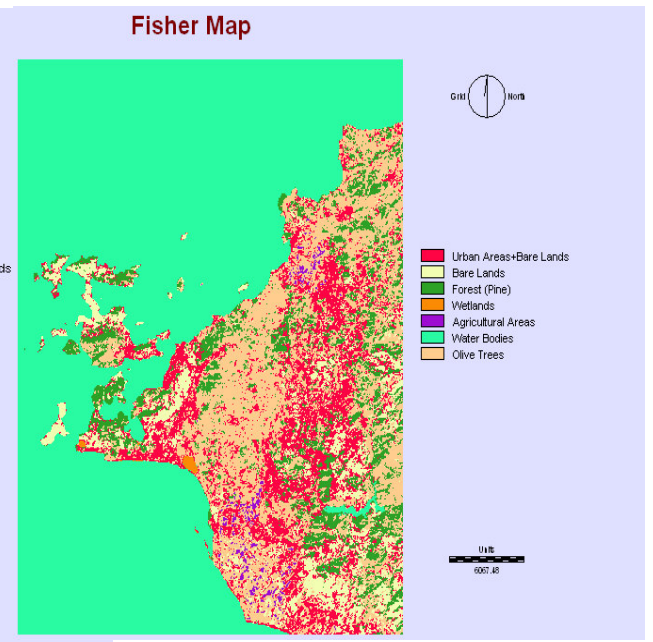 Fisher Map
Grid North
ds
Urban Areas+Bare Lands
Bare Lands
Forest (Pine)
Wetlands
Agricultural Areas
Water Bodies
Olive Trees
Units
6067.48